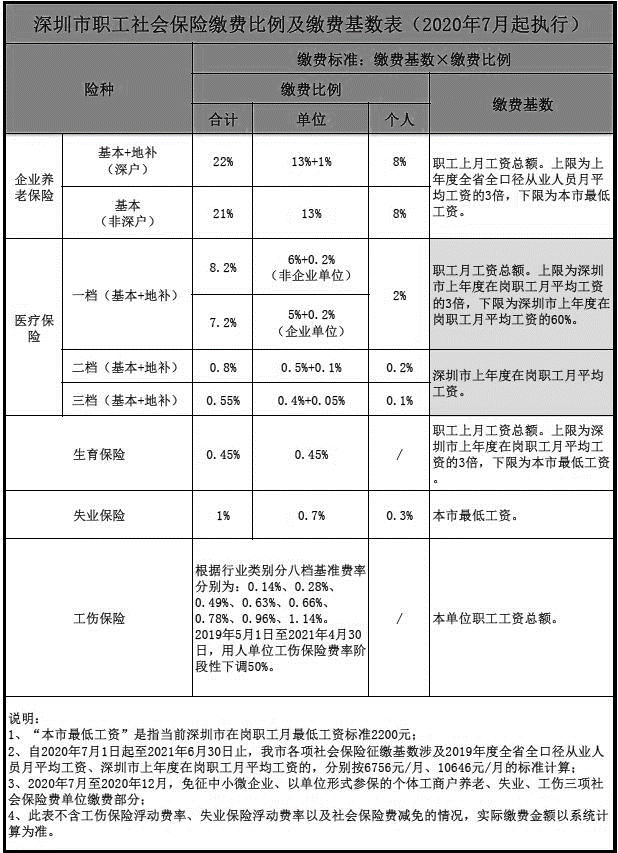 深圳市职工社会保险缴费比例及缴费基数表（2020年7月起执行）
险种
缴费标准：缴费基数×缴费比例
缴费比例
缴费基数
合计
单位
个人
企业养
老保险
基本+地补
（深户）
22%
13%+1%
8%
职工上月工资总额。上限为上
年度全省全口径从业人员月平
均工资的3倍，下限为本市最低
工资。
基本
（非深户）
21%
13%
8%
医疗保
险
一档（基本+地补）
8.2%
6%+0.2%
（非企业单位）
2%
职工月工资总额。上限为深圳
市上年度在岗职工月平均工资
的3倍，下限为深圳市上年度在
岗职工月平均工资的60%。
7.2%
5%+0.2%
（企业单位）
二档（基本+地补）
0.8%
0.5%+0.1%
0.2%
深圳市上年度在岗职工月平均
工资。
三档（基本+地补）
0.55%
0.4%+0.05%
0.1%
生育保险
0.45%
0.45%
/
职工上月工资总额。上限为深
圳市上年度在岗职工月平均工
资的3倍，下限为本市最低工资
。
失业保险
1%
0.7%
0.3%
本市最低工资。
工伤保险
根据行业类别分八档基准费率
分别为：0.14%、0.28%、
0.49%、0.63%、0.66%、
0.78%、0.96%、1.14%。
2019年5月1日至2021年4月30
日，用人单位工伤保险费率阶
段性下调50%。
/
本单位职工工资总额。
说明：
1、“本市最低工资”是指当前深圳市在岗职工月最低工资标准2200元；
2、自2020年7月1日起至2021年6月30日止，我市各项社会保险征缴基数涉及2019年度全省全口径从业人
员月平均工资、深圳市上年度在岗职工月平均工资的，分别按6756元/月、10646元/月的标准计算；
3、2020年7月至2020年12月，免征中小微企业、以单位形式参保的个体工商户养老、失业、工伤三项社
会保险费单位缴费部分；
4、此表不含工伤保险浮动费率、失业保险浮动费率以及社会保险费减免的情况，实际缴费金额以系统计
算为准。